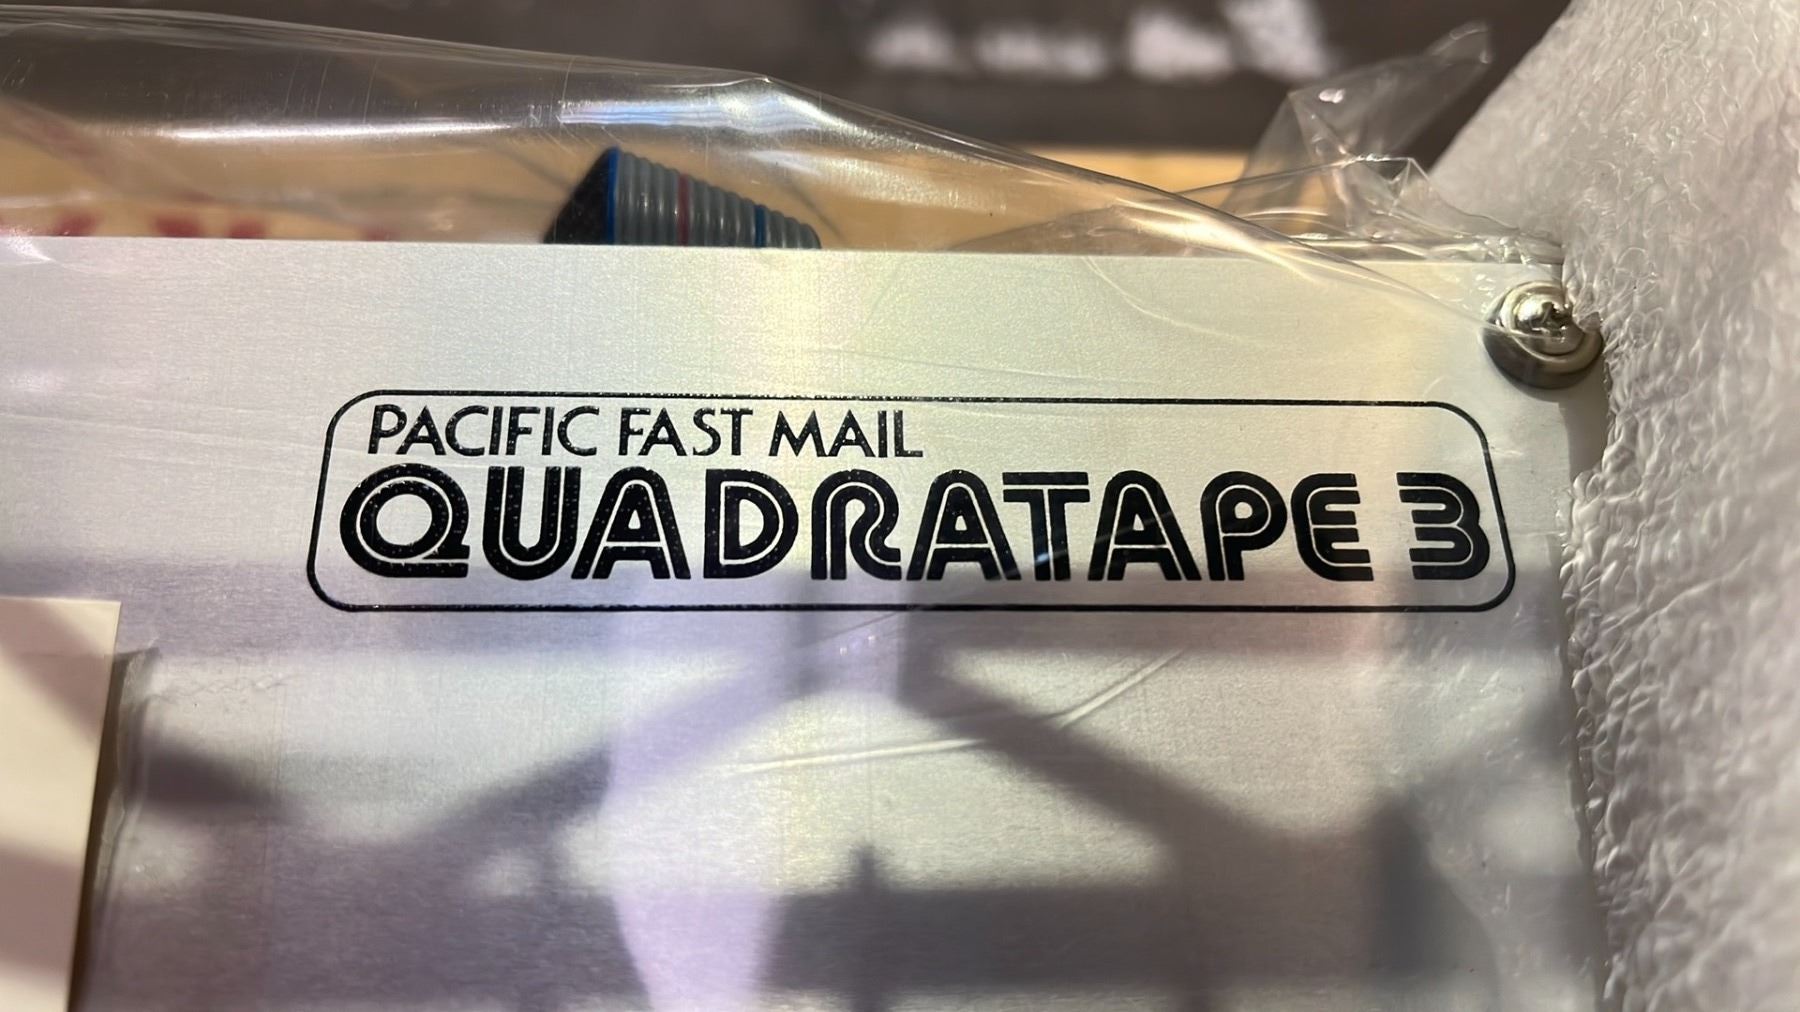 PACIFIC FAST MAIL
QUADRATAPE 3